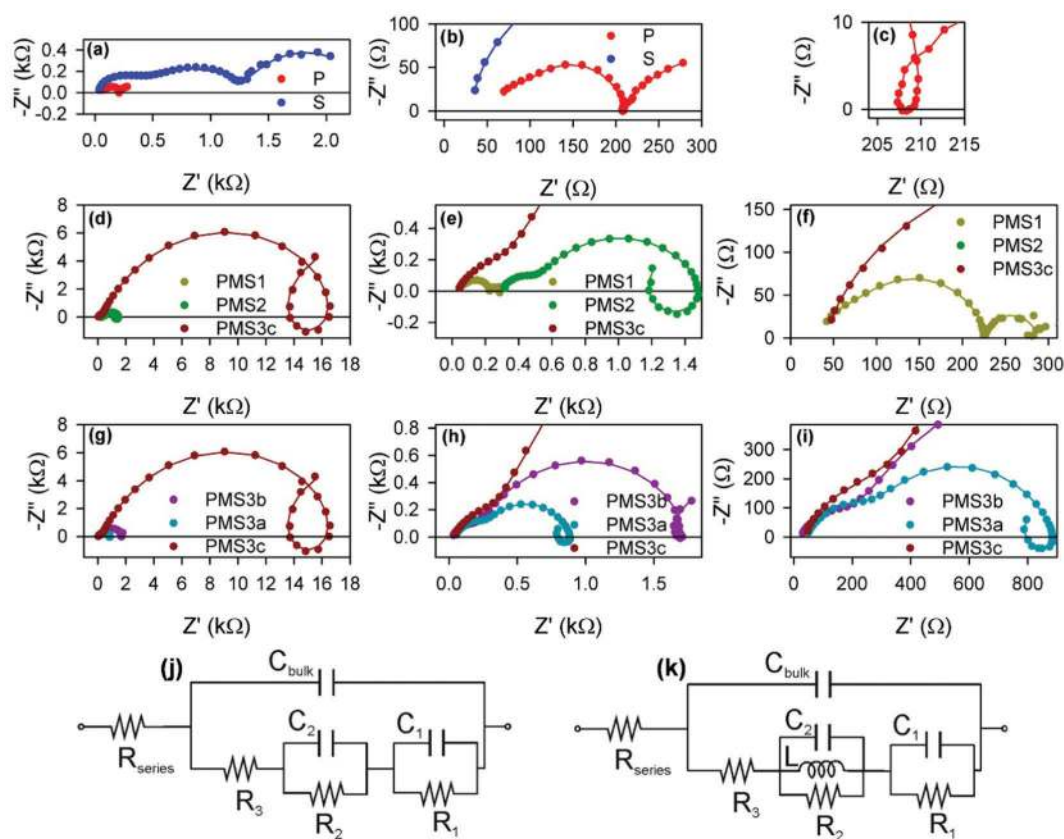 (a)
-Z'' (kΩ)
0.4
0.2
0.0
-0.2
P
S
0.0 0.5 1.0 1.5 2.0
Z' (kΩ)
(b)
-Z'' (Ω)
100
50
0
P
S
0 50 100 150 200 250 300
Z' (Ω)
(c)
-Z'' (Ω)
10
0
205 210 215
(d)
-Z'' (kΩ)
8
6
4
2
0
PMS1
PMS2
PMS3c
0 2 4 6 8 10 12 14 16 18
Z' (kΩ)
(e)
-Z'' (kΩ)
0.4
0.2
0.0
-0.2
PMS1
PMS2
PMS3c
0.0 0.2 0.4 0.6 0.8 1.0 1.2 1.4
Z' (kΩ)
(f)
-Z'' (Ω)
150
100
50
0
PMS1
PMS2
PMS3c
0 50 100 150 200 250 300
Z' (Ω)
(g)
-Z'' (kΩ)
8
6
4
2
0
PMS3b
PMS3a
PMS3c
0 2 4 6 8 10 12 14 16 18
Z' (kΩ)
(h)
-Z'' (kΩ)
0.8
0.6
0.4
0.2
0.0
PMS3b
PMS3a
PMS3c
0.0 0.5 1.0 1.5
Z' (kΩ)
(i)
-Z'' (Ω)
300
200
100
0
PMS3b
PMS3a
PMS3c
0 200 400 600 800
Z' (Ω)
(j)
C bulk
C2
C1
R series
R3
R2
R1
(k)
C bulk
C2
C1
L
R series
R3
R2
R1